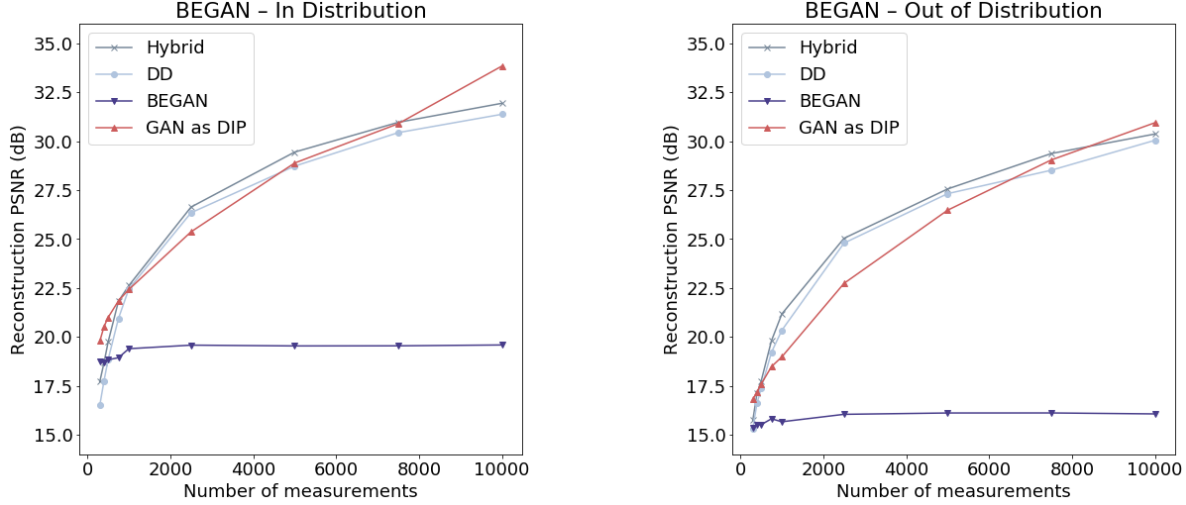 BEGAN – In Distribution
35.0
32.5
30.0
27.5
25.0
22.5
20.0
17.5
15.0
Reconstruction PSNR (dB)
Hybrid
DD
BEGAN
GAN as DIP
0 2000 4000 6000 8000 10000
Number of measurements
BEGAN – Out of Distribution
35.0
32.5
30.0
27.5
25.0
22.5
20.0
17.5
15.0
Reconstruction PSNR (dB)
Hybrid
DD
BEGAN
GAN as DIP
0 2000 4000 6000 8000 10000
Number of measurements